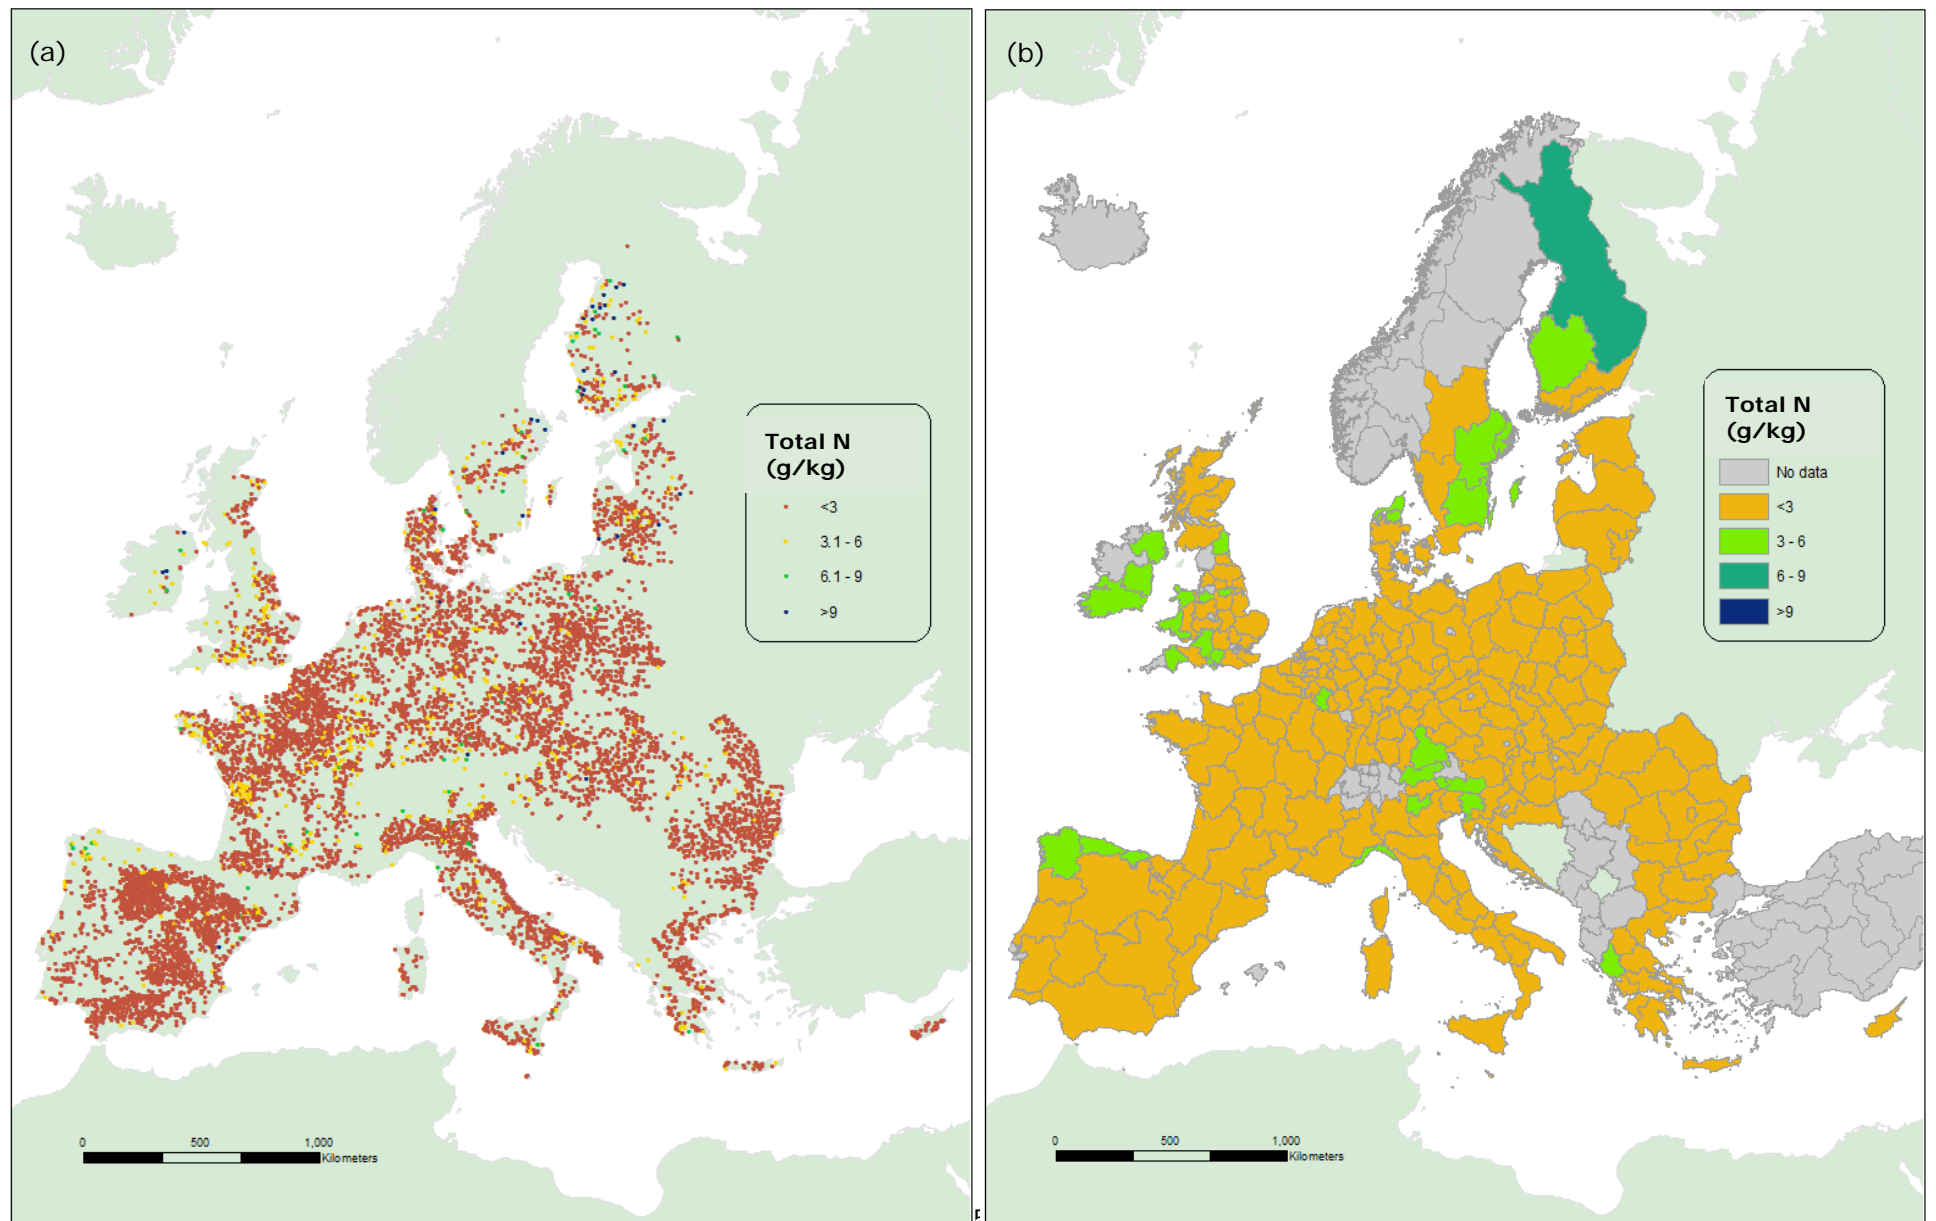 (a)
Total N
(g/kg)
<3
3.1 - 6
6.1 - 9
>9
0 500 1,000
Kilometers
(b)
Total N
(g/kg)
No data
<3
3 - 6
6 - 9
>9
0 500 1,000
Kilometers